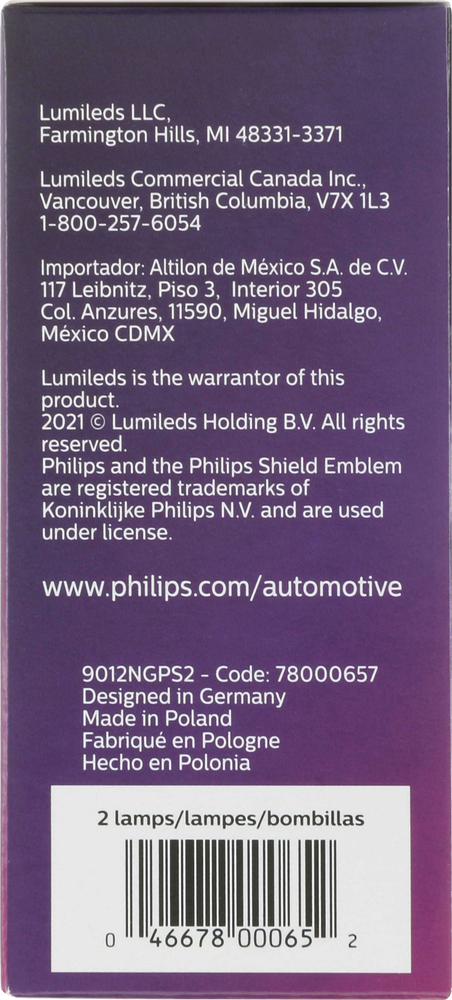 Lumileds LLC,
Farmington Hills, MI 48331-3371
Lumileds Commercial Canada Inc.,
Vancouver, British Columbia, V7X 1L3
1-800-257-6054
Importador: Altilon de México S.A. de C.V.
117 Leibnitz, Piso 3, Interior 305
Col. Anzures, 11590, Miguel Hidalgo,
México CDMX
Lumileds is the warrantor of this
product.
2021 © Lumileds Holding B.V. All rights
reserved.
Philips and the Philips Shield Emblem
are registered trademarks of
Koninklijke Philips N.V. and are used
under license.
www.philips.com/automotive
9012NGPS2 - Code: 78000657
Designed in Germany
Made in Poland
Fabriqué en Pologne
Hecho en Polonia
2 lamps/lampes/bombillas
0 46678 00065 2